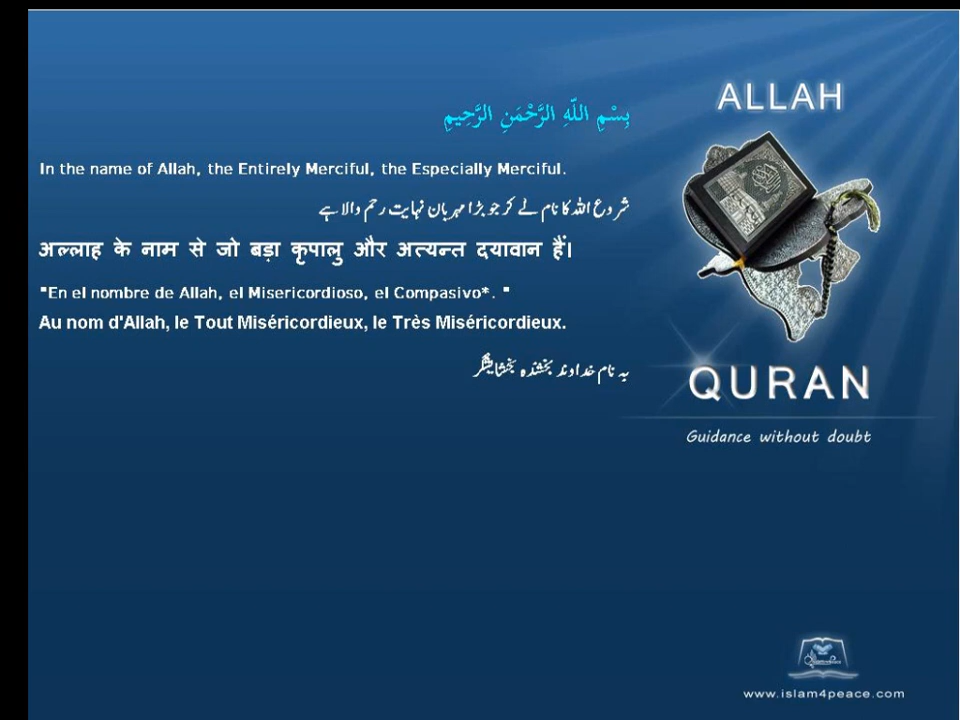 بِسْمِ اللَّهِ الرَّحْمَنِ الرَّحِيمِ
In the name of Allah, the Entirely Merciful, the Especially Merciful.
شروع الله کا نام لے کر جو بڑا مہربان نہایت رحم والا ہے
अल्लाह के नाम से जो बड़ा कृपालु और अत्यन्त दयावान हैं।
"En el nombre de Allah, el Misericordioso, el Compasivo*. "
Au nom d'Allah, le Tout Miséricordieux, le Très Miséricordieux.
به نام خداوند بخشنده بخشایشگر
ALLAH
QURAN
Guidance without doubt
www.islam4peace.com